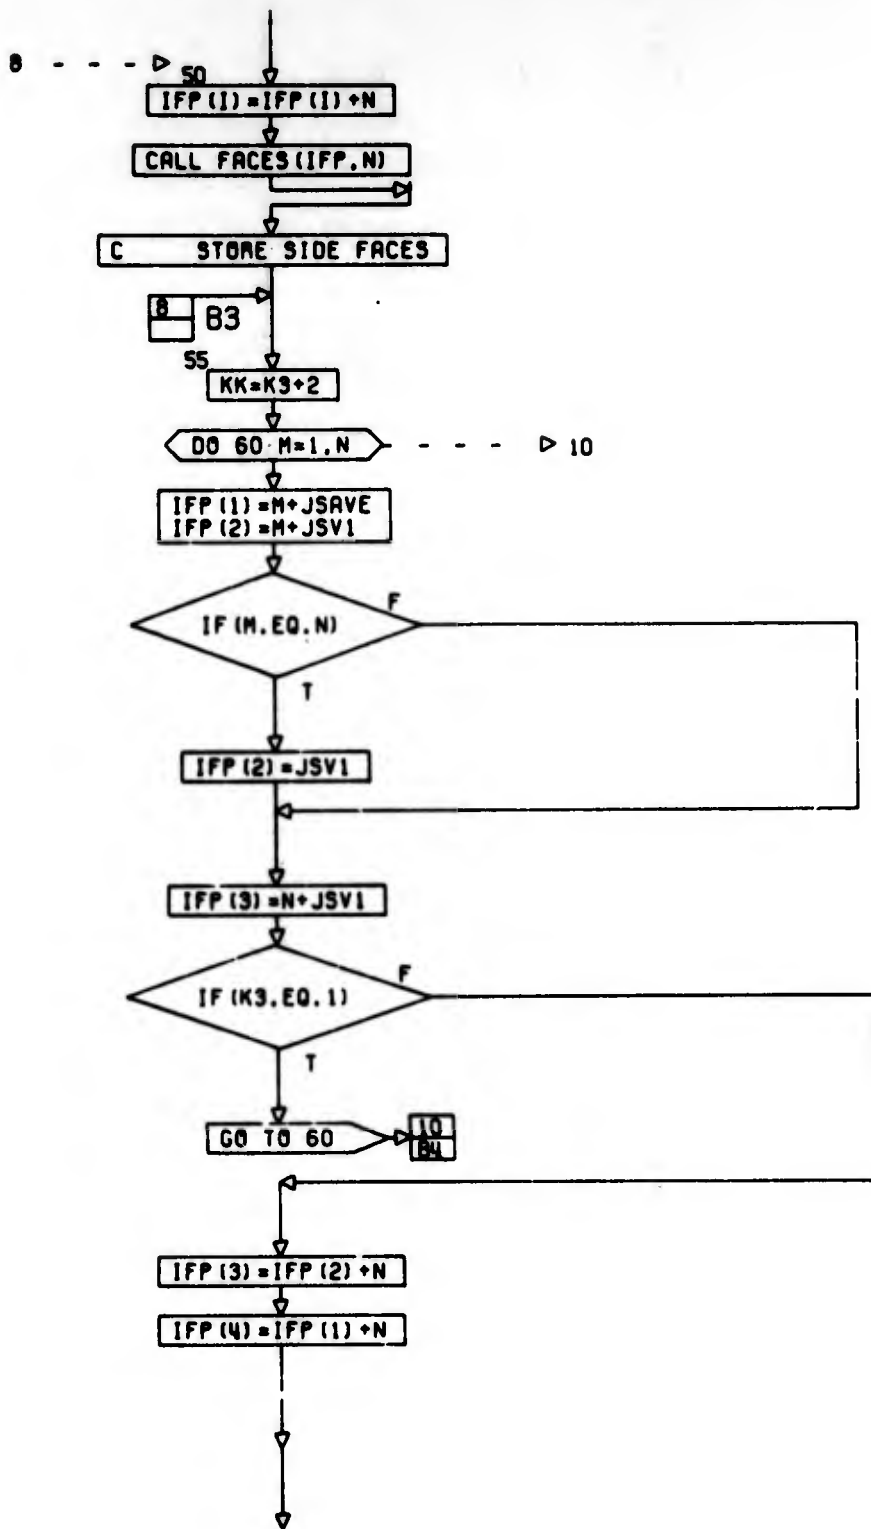 8
50
IFP(I)=IFP(I)+N
CALL FACES(IFP,N)
C STORE SIDE FACES
8
B3
55
KK=K3+2
DO 60 M=1,N
10
IFP(1)=M+JSAVE
IFP(2)=M+JSV1
IF(M.EQ.N)
F
T
IFP(2)=JSV1
IFP(3)=N+JSV1
IF(K3.EQ.1)
F
T
GO TO 60
10
B4
IFP(3)=IFP(2)+N
IFP(4)=IFP(1)+N